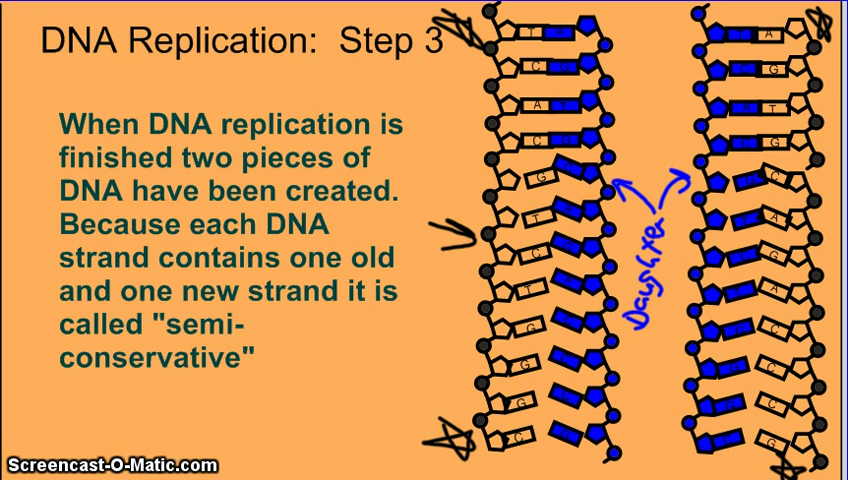 DNA Replication: Step 3
When DNA replication is
finished two pieces of
DNA have been created.
Because each DNA
strand contains one old
and one new strand it is
called "semi-
conservative"
Daughter
T
C G
A T
C G
G
T
C
T
G
G
G
C
A
C G
A T
G
C
A
G
A
C
C
C
G
Screencast-O-Matic.com